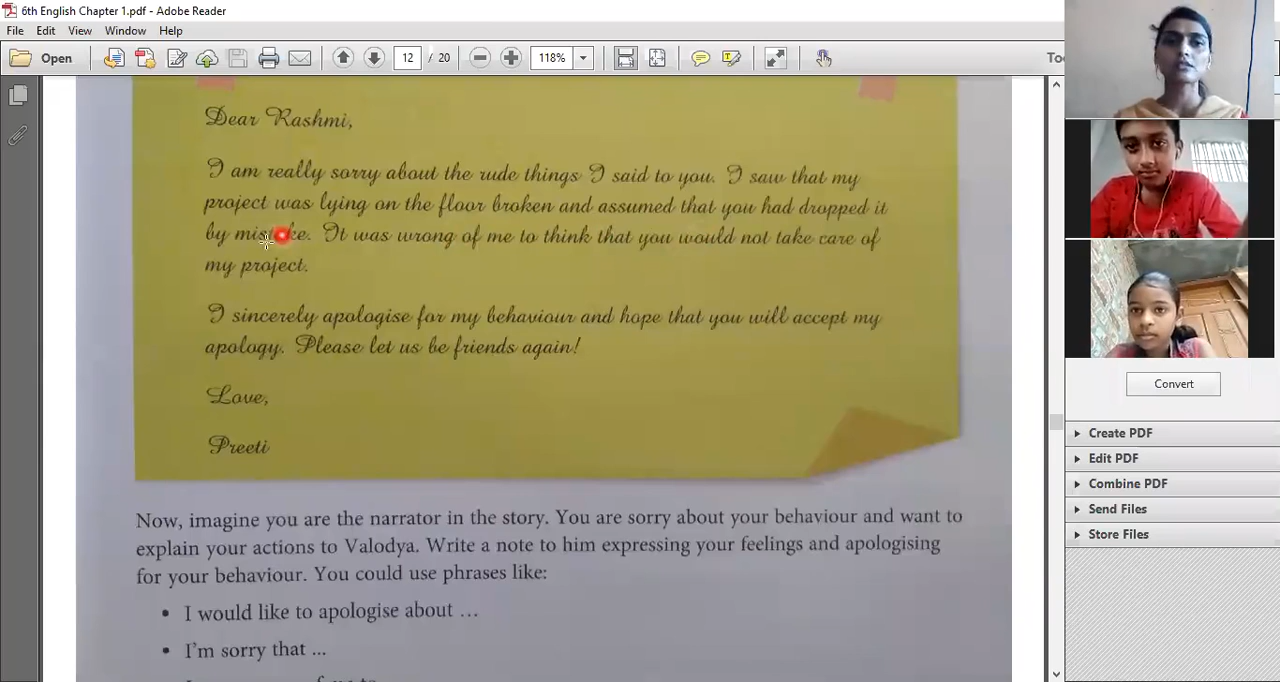 6th English Chapter 1.pdf - Adobe Reader
File Edit View Window Help
Open 12 / 20 118%
Dear Rashmi,
I am really sorry about the rude things I said to you. I saw that my
project was lying on the floor broken and assumed that you had dropped it
by mistake. It was wrong of me to think that you would not take care of
my project.
I sincerely apologise for my behaviour and hope that you will accept my
apology. Please let us be friends again!
Love,
Preeti
Now, imagine you are the narrator in the story. You are sorry about your behaviour and want to
explain your actions to Valodya. Write a note to him expressing your feelings and apologising
for your behaviour. You could use phrases like:
• I would like to apologise about ...
• I'm sorry that ...
Convert
Create PDF
Edit PDF
Combine PDF
Send Files
Store Files